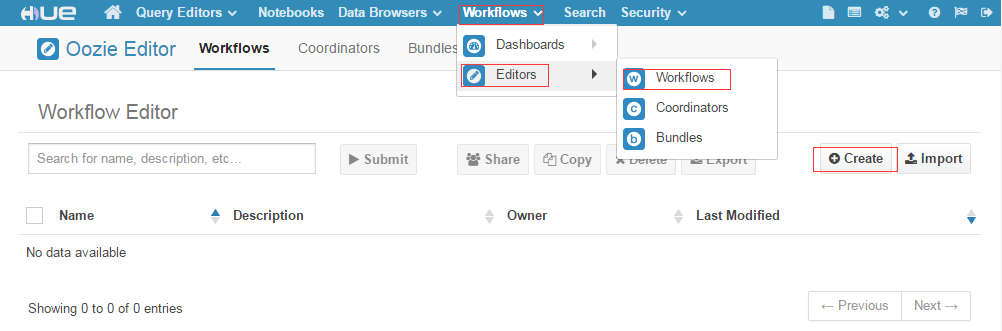 HUE Query Editors Notebooks Data Browsers Workflows Search Security
Oozie Editor Workflows Coordinators Bundles
Dashboards
Editors
Workflows
Coordinators
Bundles
Workflow Editor
Search for name, description, etc... Submit Share Copy Delete Export Create Import
Name Description Owner Last Modified
No data available
Showing 0 to 0 of 0 entries ← Previous Next →